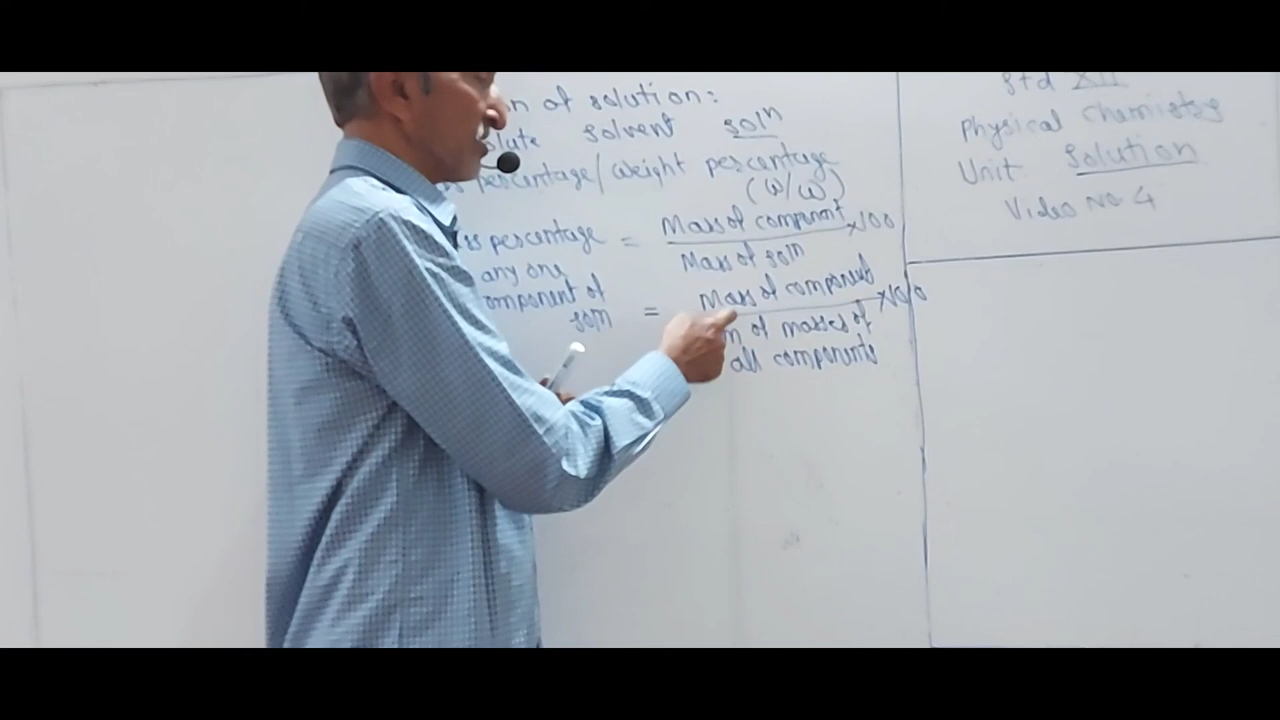 n of solution:
lute solvent solⁿ
percentage/Weight percentage
(W/W)
ss percentage = Mass of component ×100
any one Mass of solⁿ
omponent of
solⁿ = Mass of component ×100
m of masses of
all components
Std XII
Physical Chemistry
Unit Solution
Video No 4